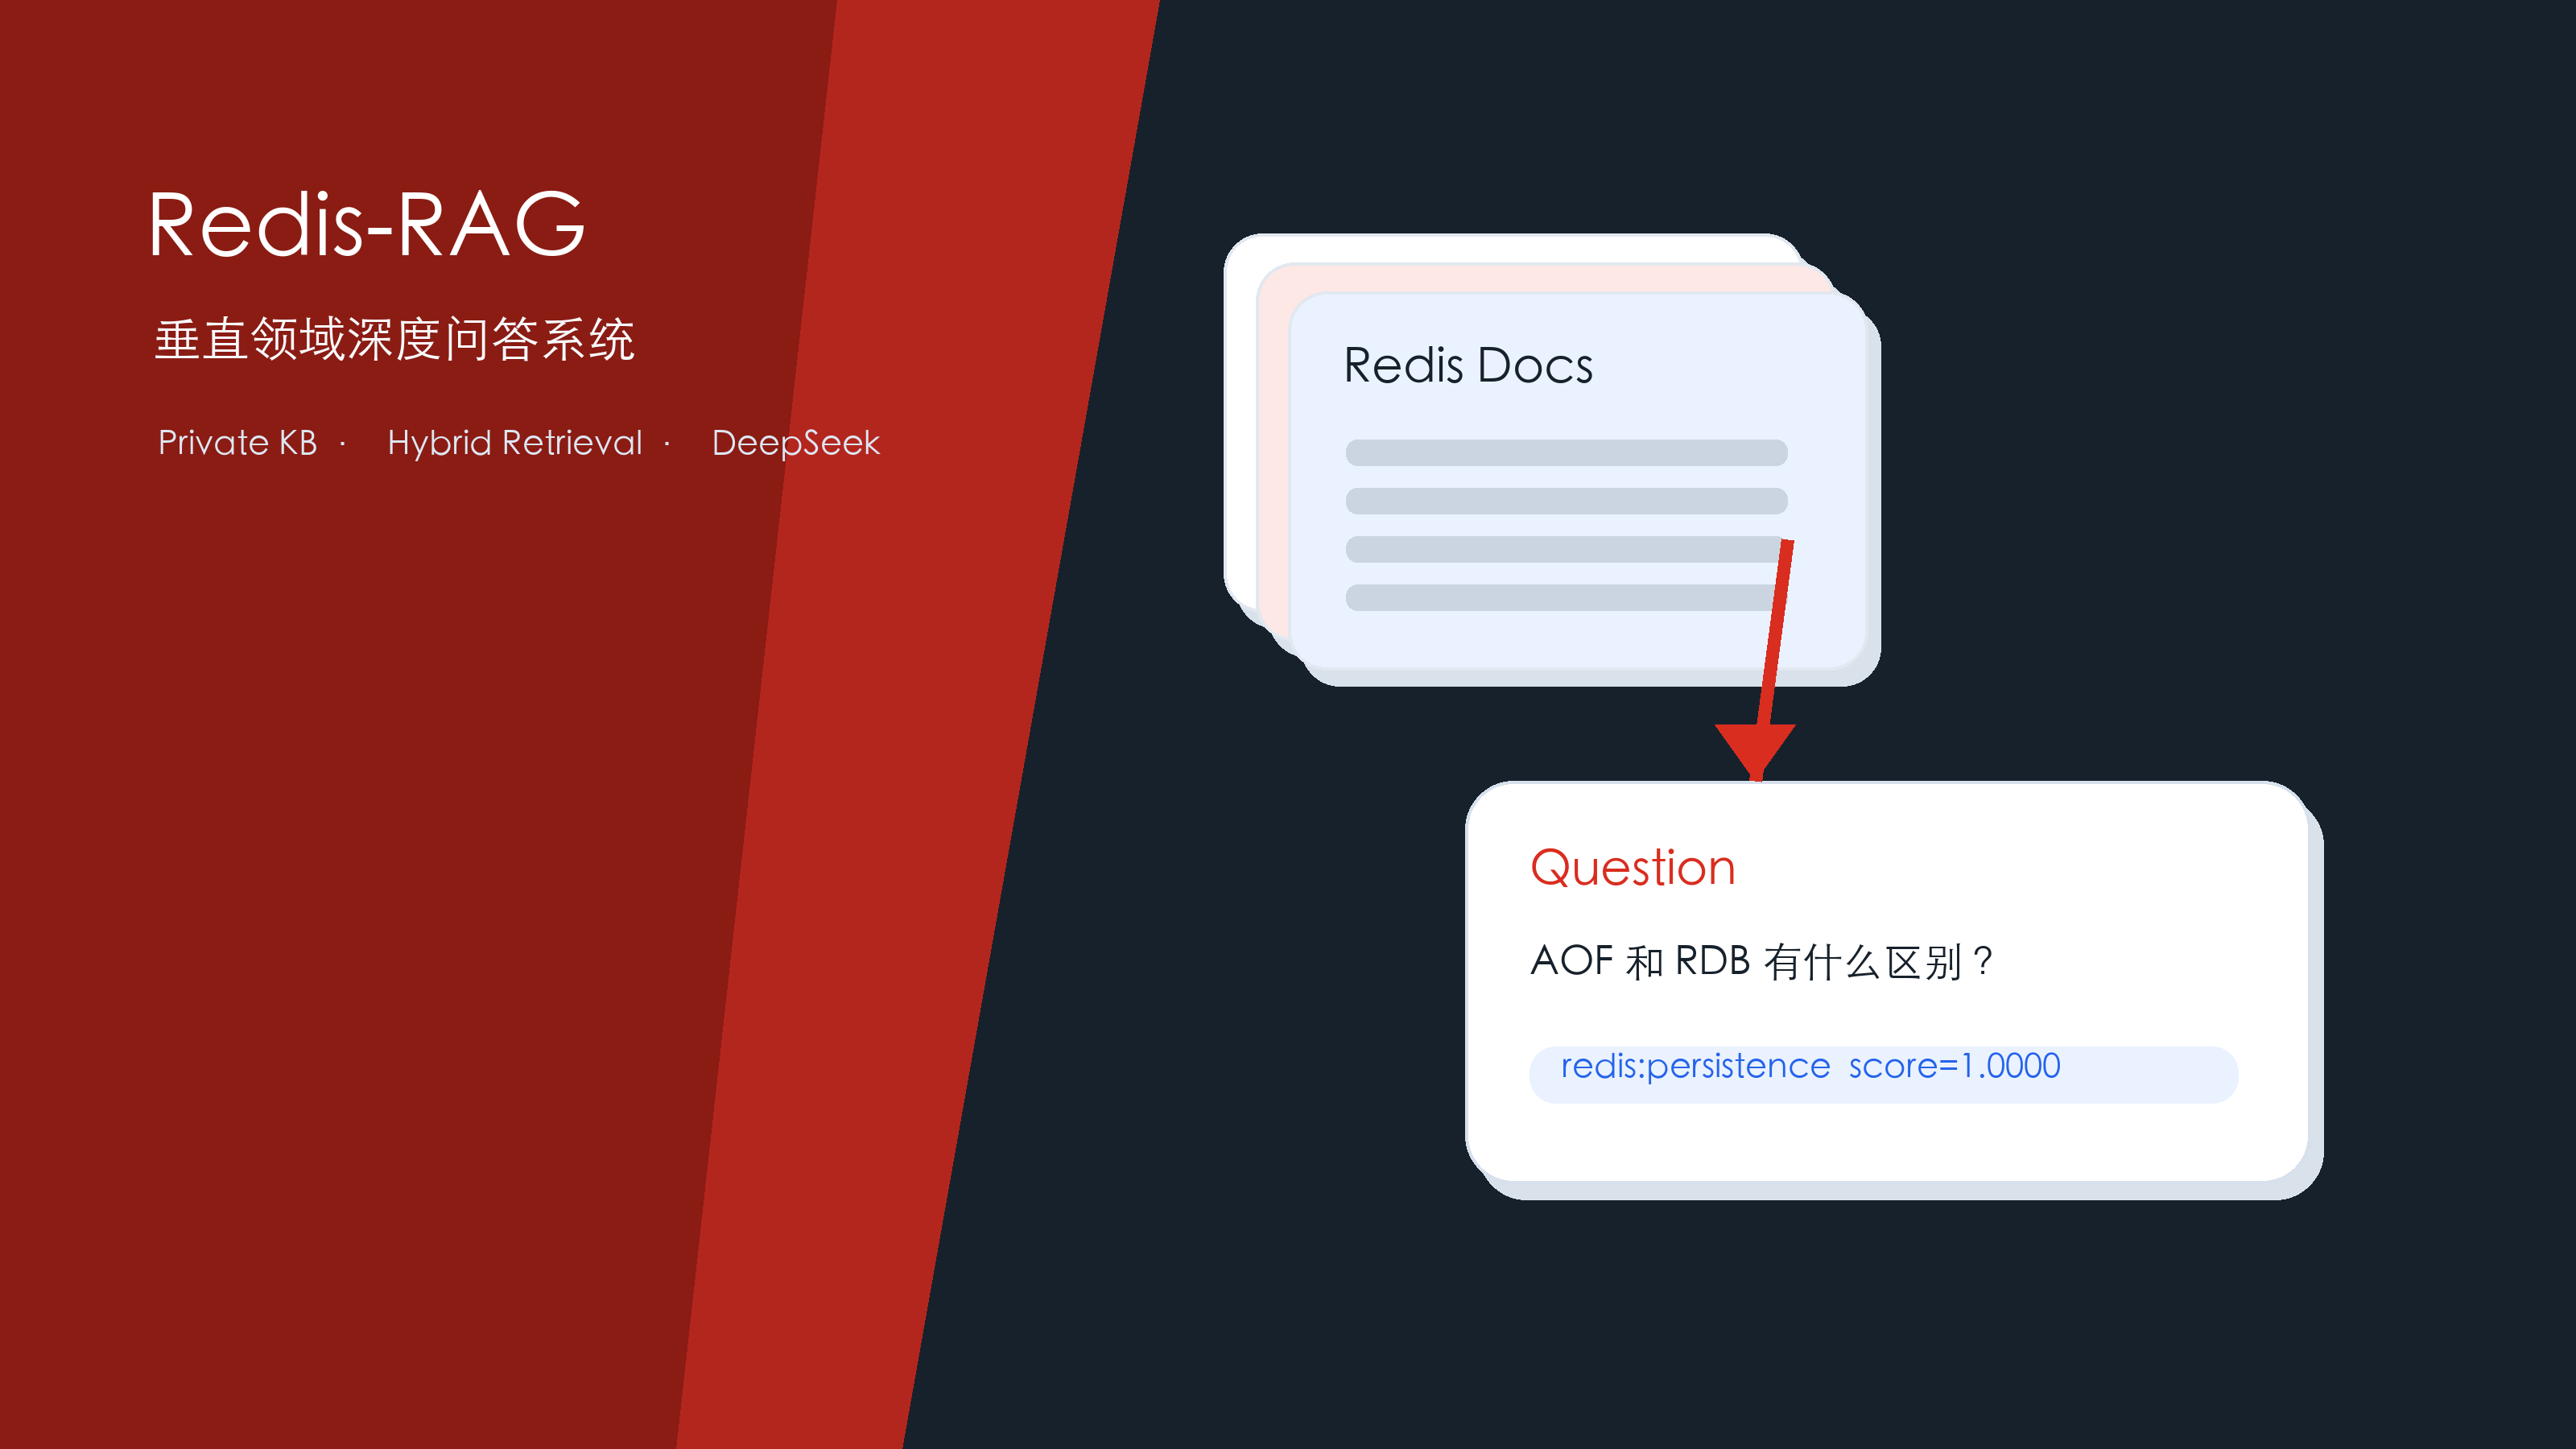 Redis-RAG
垂直领域深度问答系统
Private KB · Hybrid Retrieval · DeepSeek
Redis Docs
Question
AOF 和 RDB 有什么区别？
redis:persistence score=1.0000